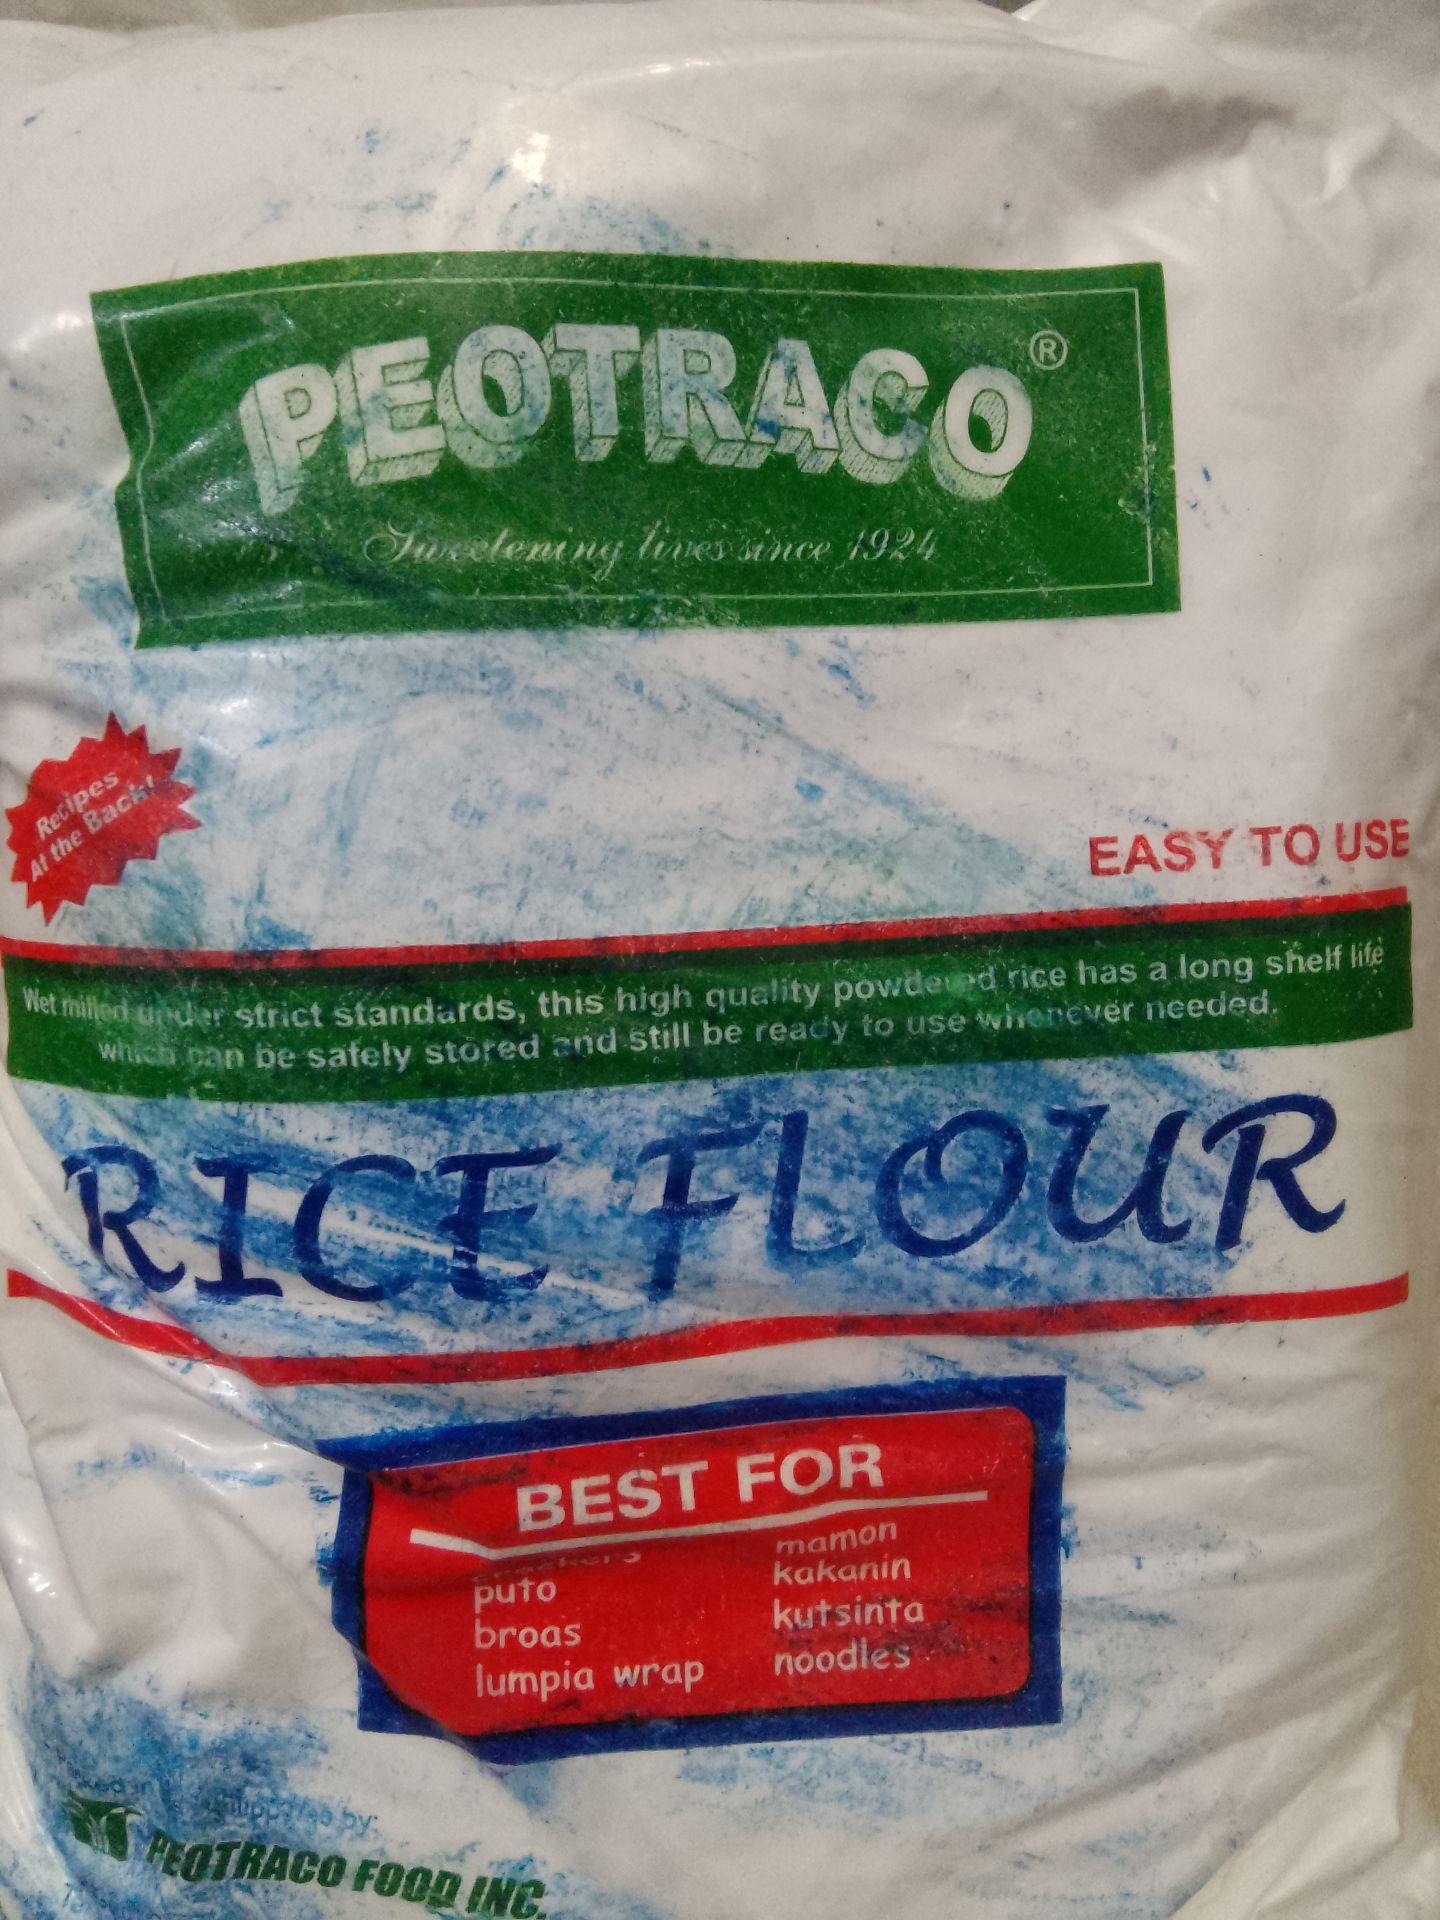 PEOTRACO®
Sweetening lives since 1924
Recipes
At the Back!
EASY TO USE
Wet milled under strict standards, this high quality powdered rice has a long shelf life
which can be safely stored and still be ready to use whenever needed.
RICE FLOUR
BEST FOR
puto
broas
lumpia wrap
mamon
kakanin
kutsinta
noodles
by:
PEOTRACO FOOD INC.